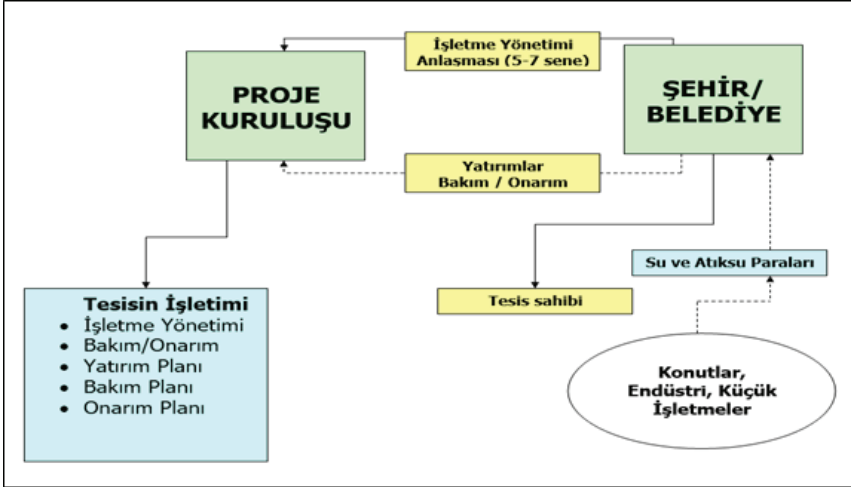 İşletme Yönetimi
Anlaşması (5-7 sene)
PROJE
KURULUŞU
ŞEHİR/
BELEDİYE
Yatırımlar
Bakım / Onarım
Su ve Atıksu Paraları
Tesis sahibi
Tesisin İşletimi
• İşletme Yönetimi
• Bakım/Onarım
• Yatırım Planı
• Bakım Planı
• Onarım Planı
Konutlar,
Endüstri, Küçük
İşletmeler